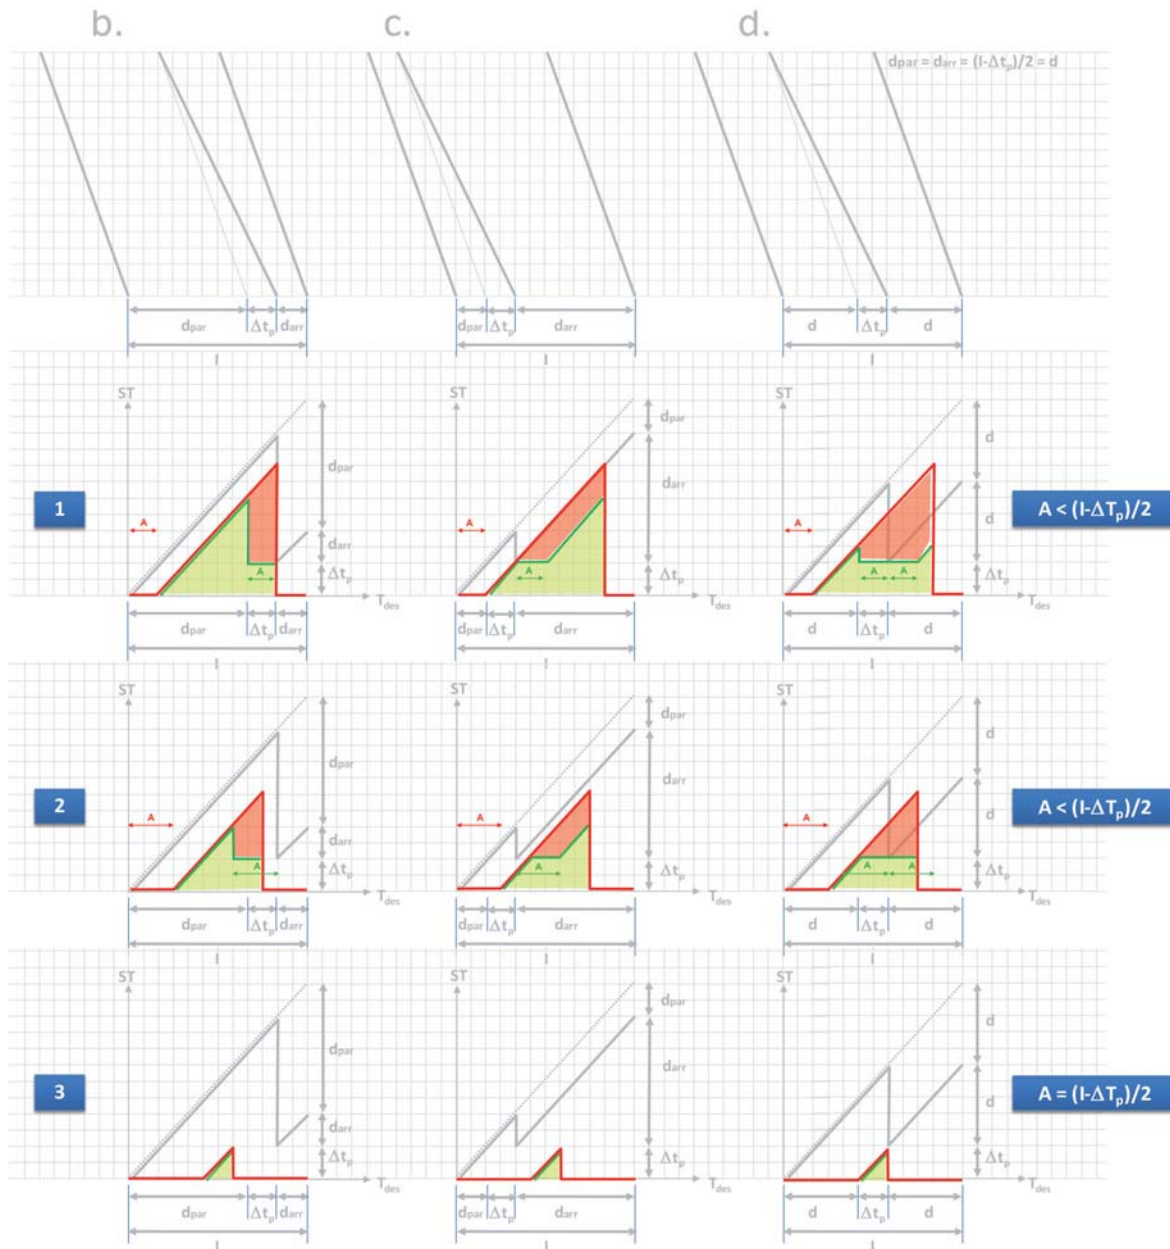 b. c. d.
dpar = darr = (I-Δtp)/2 = d
dpar Δtp darr dpar Δtp darr d Δtp d
I I I
ST ST ST
dpar dpar d
darr darr d
Δtp Δtp Δtp
1
A A A
A A A A
A < (I-ΔTp)/2
Tdes Tdes Tdes
dpar Δtp darr dpar Δtp darr d Δtp d
I I I
ST ST ST
dpar dpar d
darr darr d
Δtp Δtp Δtp
2
A A A
A A A A
A < (I-ΔTp)/2
Tdes Tdes Tdes
dpar Δtp darr dpar Δtp darr d Δtp d
I I I
ST ST ST
dpar dpar d
darr darr d
Δtp Δtp Δtp
3
A = (I-ΔTp)/2
Tdes Tdes Tdes
dpar Δtp darr dpar Δtp darr d Δtp d
I I I